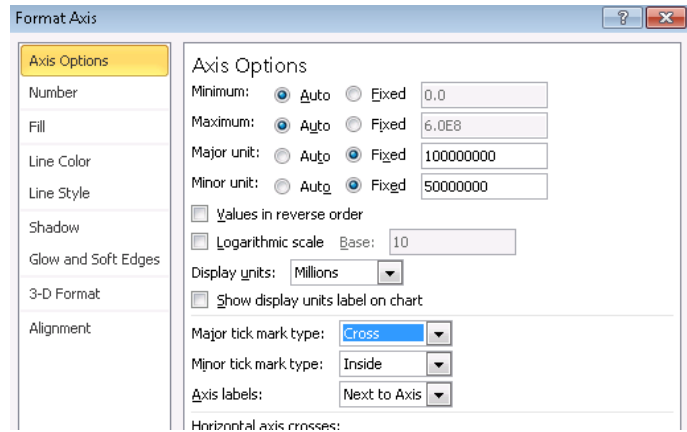 Format Axis
Axis Options
Number
Fill
Line Color
Line Style
Shadow
Glow and Soft Edges
3-D Format
Alignment
Axis Options
Minimum: Auto Fixed 0.0
Maximum: Auto Fixed 6.0E8
Major unit: Auto Fixed 100000000
Minor unit: Auto Fixed 50000000
Values in reverse order
Logarithmic scale Base: 10
Display units: Millions
Show display units label on chart
Major tick mark type: Cross
Minor tick mark type: Inside
Axis labels: Next to Axis
Horizontal axis crosses: